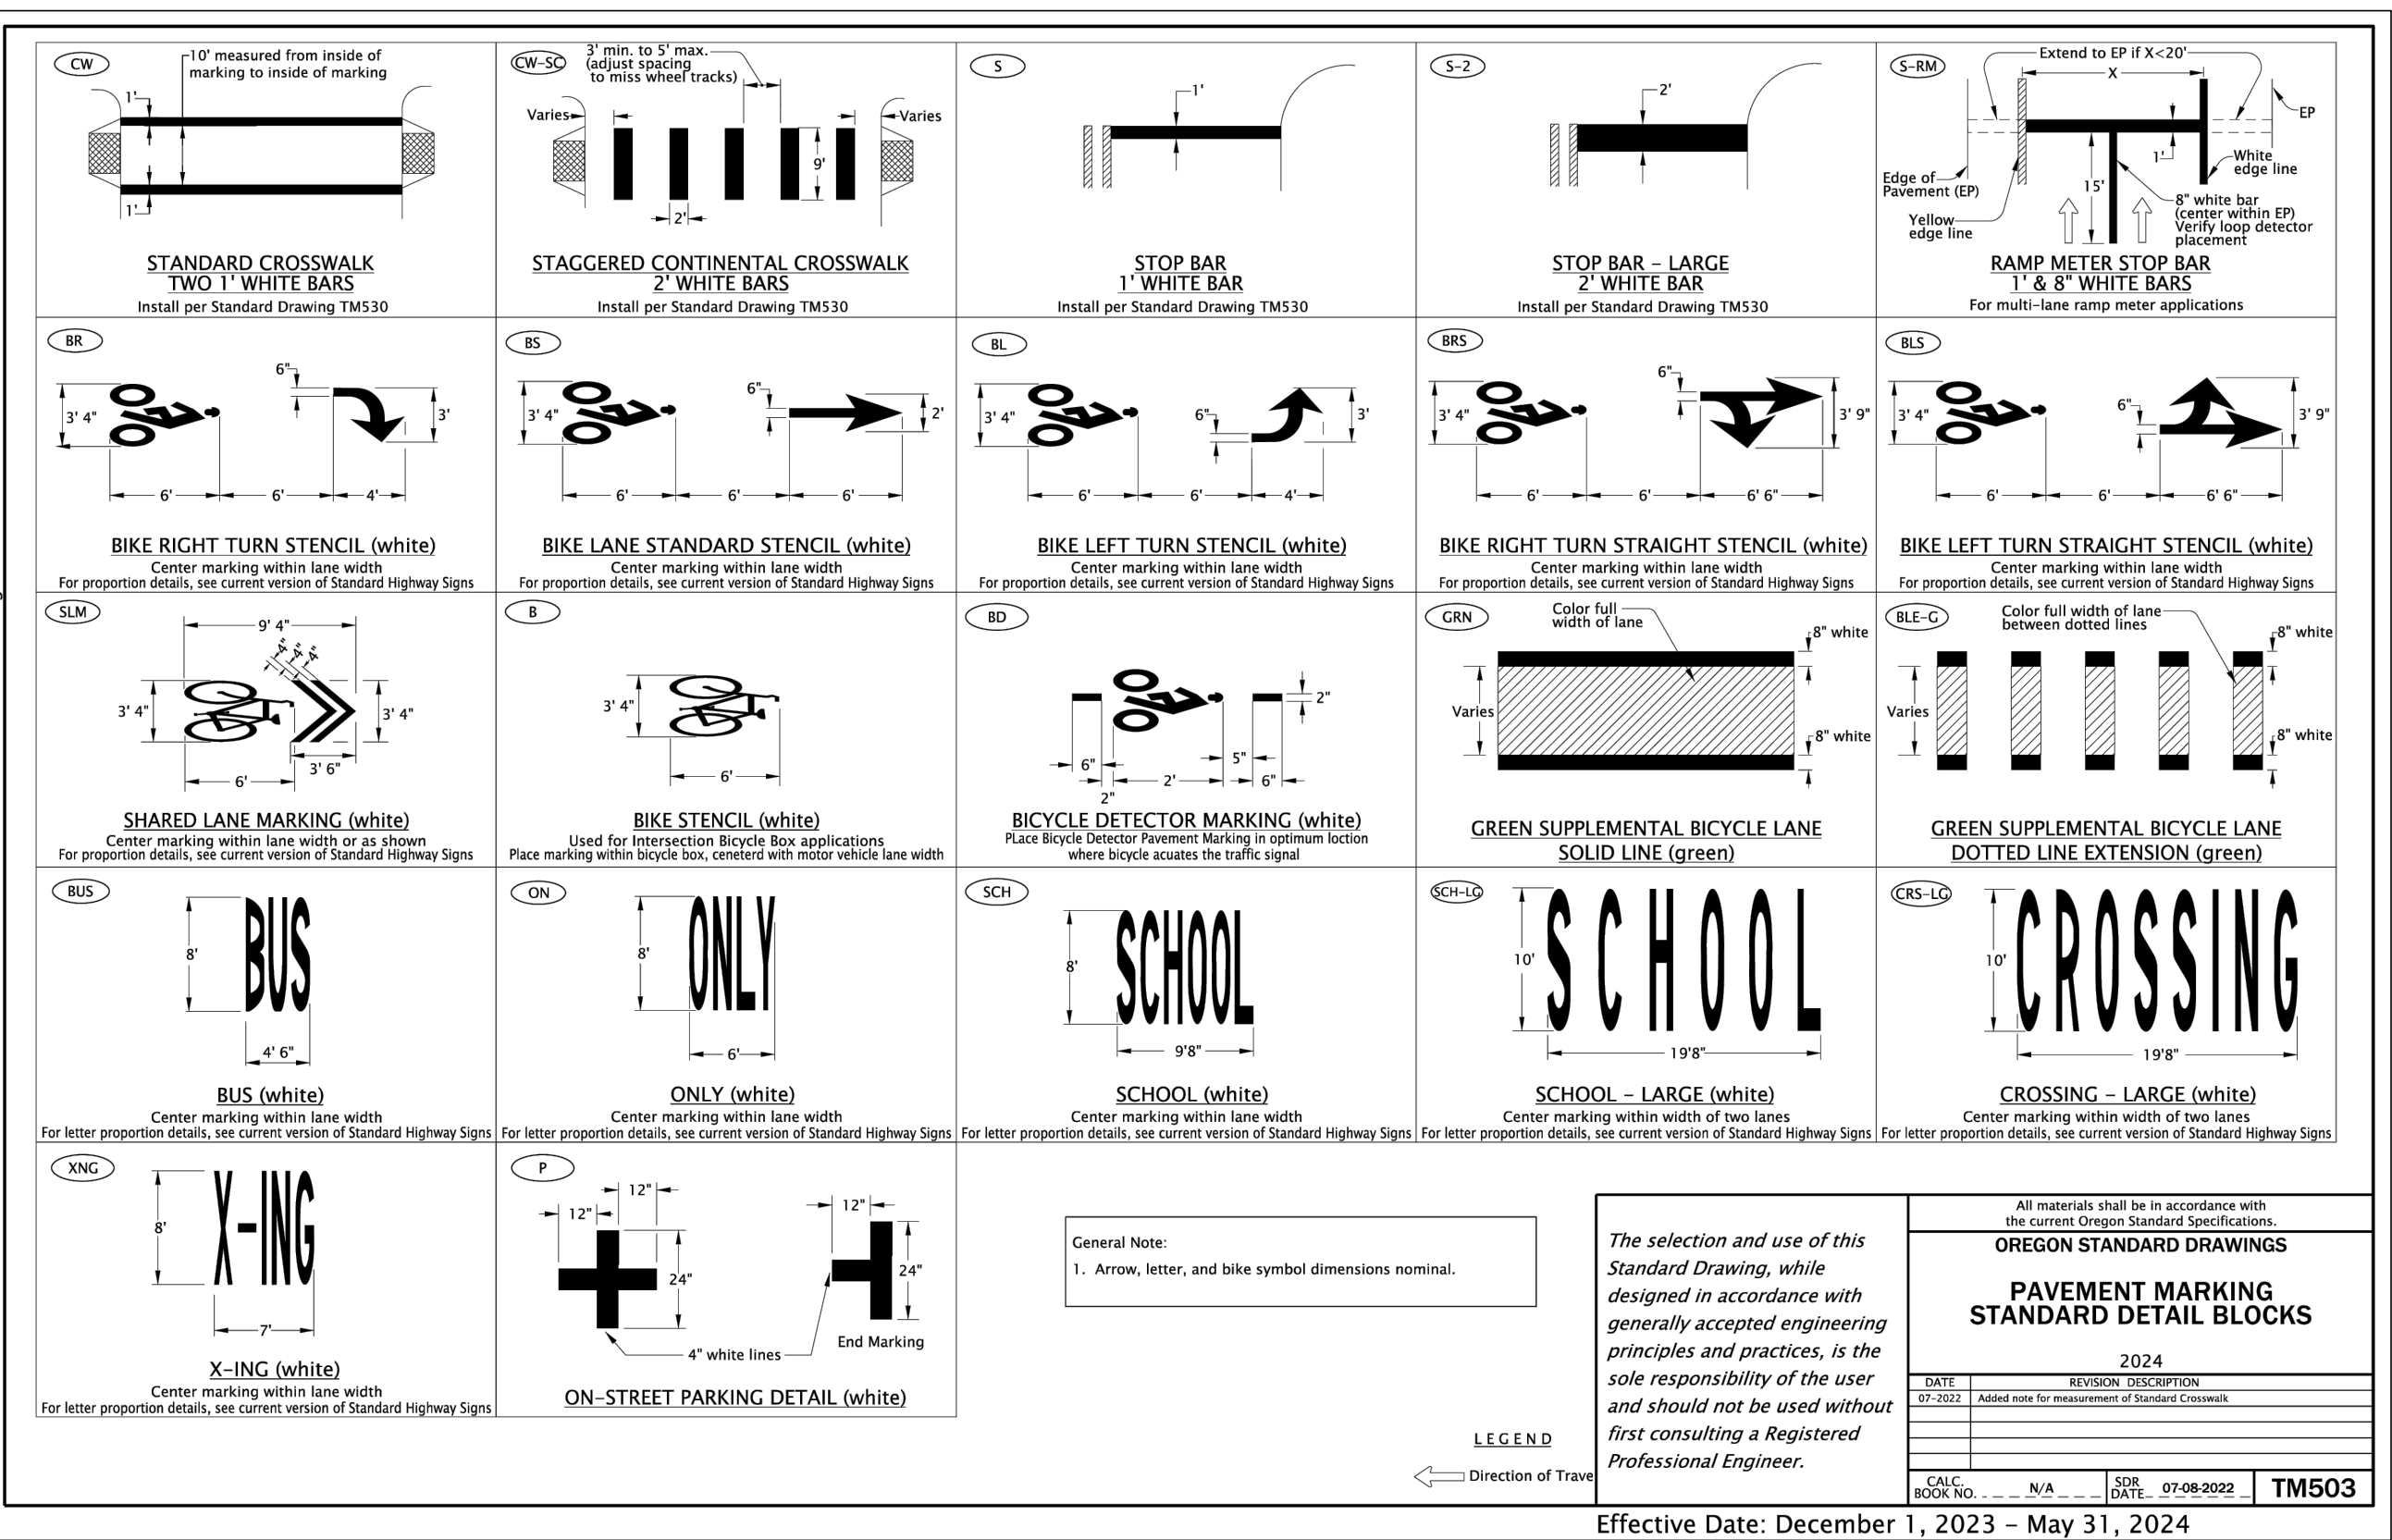 CW
10' measured from inside of
marking to inside of marking
1'
1'
STANDARD CROSSWALK
TWO 1' WHITE BARS
Install per Standard Drawing TM530
CW-SC
3' min. to 5' max.
(adjust spacing
to miss wheel tracks)
Varies
Varies
9'
2'
STAGGERED CONTINENTAL CROSSWALK
2' WHITE BARS
Install per Standard Drawing TM530
S
1'
STOP BAR
1' WHITE BAR
Install per Standard Drawing TM530
S-2
2'
STOP BAR - LARGE
2' WHITE BAR
Install per Standard Drawing TM530
S-RM
Extend to EP if X<20'
X
EP
1'
White
edge line
Edge of
Pavement (EP)
15'
8" white bar
(center within EP)
Verify loop detector
placement
Yellow
edge line
RAMP METER STOP BAR
1' & 8" WHITE BARS
For multi-lane ramp meter applications
BR
6"
3' 4"
3'
6'
6'
4'
BIKE RIGHT TURN STENCIL (white)
Center marking within lane width
For proportion details, see current version of Standard Highway Signs
BS
6"
3' 4"
2'
6'
6'
6'
BIKE LANE STANDARD STENCIL (white)
Center marking within lane width
For proportion details, see current version of Standard Highway Signs
BL
3' 4"
6"
3'
6'
6'
4'
BIKE LEFT TURN STENCIL (white)
Center marking within lane width
For proportion details, see current version of Standard Highway Signs
BRS
6"
3' 4"
3' 9"
6'
6'
6' 6"
BIKE RIGHT TURN STRAIGHT STENCIL (white)
Center marking within lane width
For proportion details, see current version of Standard Highway Signs
BLS
3' 4"
6"
3' 9"
6'
6'
6' 6"
BIKE LEFT TURN STRAIGHT STENCIL (white)
Center marking within lane width
For proportion details, see current version of Standard Highway Signs
SLM
9' 4"
4"
4"
4"
3' 4"
3' 4"
3' 6"
6'
SHARED LANE MARKING (white)
Center marking within lane width or as shown
For proportion details, see current version of Standard Highway Signs
B
3' 4"
6'
BIKE STENCIL (white)
Used for Intersection Bicycle Box applications
Place marking within bicycle box, ceneterd with motor vehicle lane width
BD
2"
5"
6"
2'
6"
2"
BICYCLE DETECTOR MARKING (white)
PLace Bicycle Detector Pavement Marking in optimum loction
where bicycle acuates the traffic signal
GRN
Color full
width of lane
8" white
Varies
8" white
GREEN SUPPLEMENTAL BICYCLE LANE
SOLID LINE (green)
BLE-G
Color full width of lane
between dotted lines
8" white
Varies
8" white
GREEN SUPPLEMENTAL BICYCLE LANE
DOTTED LINE EXTENSION (green)
BUS
8'
BUS
4' 6"
BUS (white)
Center marking within lane width
For letter proportion details, see current version of Standard Highway Signs
ON
8'
ONLY
6'
ONLY (white)
Center marking within lane width
For letter proportion details, see current version of Standard Highway Signs
SCH
8'
SCHOOL
9'8"
SCHOOL (white)
Center marking within lane width
For letter proportion details, see current version of Standard Highway Signs
SCH-LG
10'
SCHOOL
19'8"
SCHOOL - LARGE (white)
Center marking within width of two lanes
For letter proportion details, see current version of Standard Highway Signs
CRS-LG
10'
CROSSING
19'8"
CROSSING - LARGE (white)
Center marking within width of two lanes
For letter proportion details, see current version of Standard Highway Signs
XNG
8'
X-ING
7'
X-ING (white)
Center marking within lane width
For letter proportion details, see current version of Standard Highway Signs
P
12"
12"
24"
12"
24"
4" white lines
End Marking
ON-STREET PARKING DETAIL (white)
General Note:
1. Arrow, letter, and bike symbol dimensions nominal.
LEGEND
Direction of Trave
The selection and use of this
Standard Drawing, while
designed in accordance with
generally accepted engineering
principles and practices, is the
sole responsibility of the user
and should not be used without
first consulting a Registered
Professional Engineer.
All materials shall be in accordance with
the current Oregon Standard Specifications.
OREGON STANDARD DRAWINGS
PAVEMENT MARKING
STANDARD DETAIL BLOCKS
2024
DATE REVISION DESCRIPTION
07-2022 Added note for measurement of Standard Crosswalk
CALC. BOOK NO. N/A
SDR DATE 07-08-2022
TM503
Effective Date: December 1, 2023 - May 31, 2024